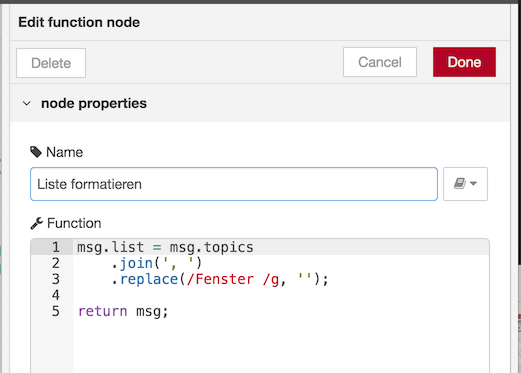 Edit function node
Delete
Cancel
Done
node properties
Name
Liste formatieren
Function
1 msg.list = msg.topics
2     .join(', ')
3     .replace(/Fenster /g, '');
4
5 return msg;